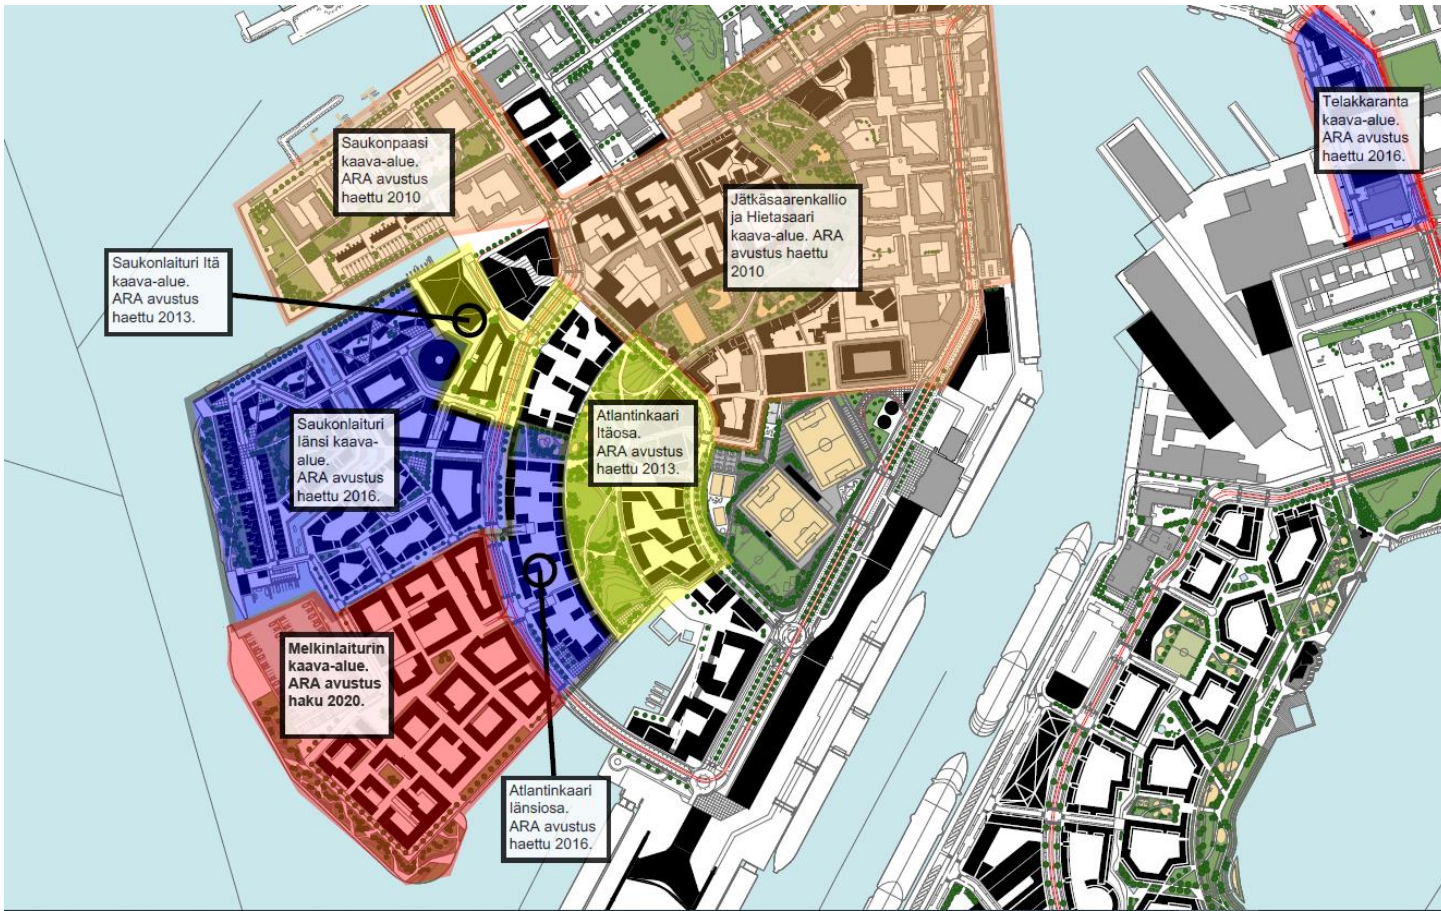 Saukonpaasi
kaava-alue.
ARA avustus
haettu 2010
Telakkaranta
kaava-alue.
ARA avustus
haettu 2016.
Jätkäsaarenkallio
ja Hietasaari
kaava-alue. ARA
avustus haettu
2010
Saukonlaituri Itä
kaava-alue.
ARA avustus
haettu 2013.
Saukonlaituri
länsi kaava-
alue.
ARA avustus
haettu 2016.
Atlantinkaari
Itäosa.
ARA avustus
haettu 2013.
Melkinlaiturin
kaava-alue.
ARA avustus
haku 2020.
Atlantinkaari
länsiosa.
ARA avustus
haettu 2016.